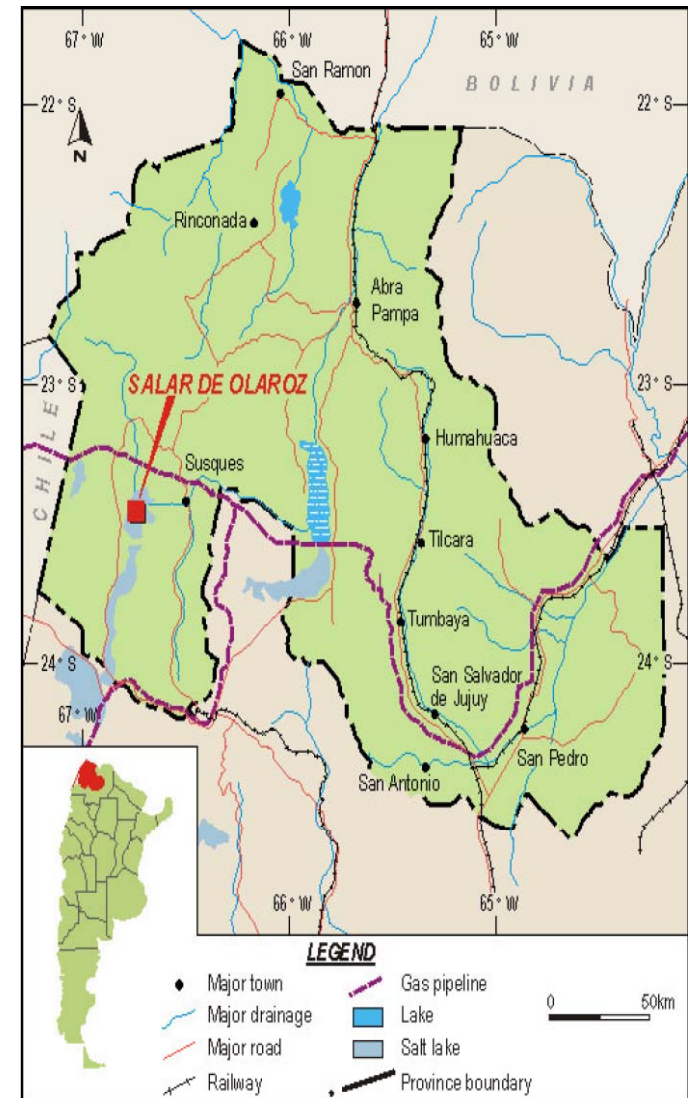 67° W
66° W
65° W
San Ramon
BOLIVIA
22° S
22° S
N
Rinconada
Abra
Pampa
23° S
23° S
SALAR DE OLAROZ
CHILE
Humahuaca
Susques
Tilcara
Tumbaya
24° S
24° S
San Salvador
de Jujuy
67° W
San Pedro
San Antonio
66° W
65° W
LEGEND
Major town
Gas pipeline
Major drainage
Lake
0 50km
Major road
Salt lake
Railway
Province boundary